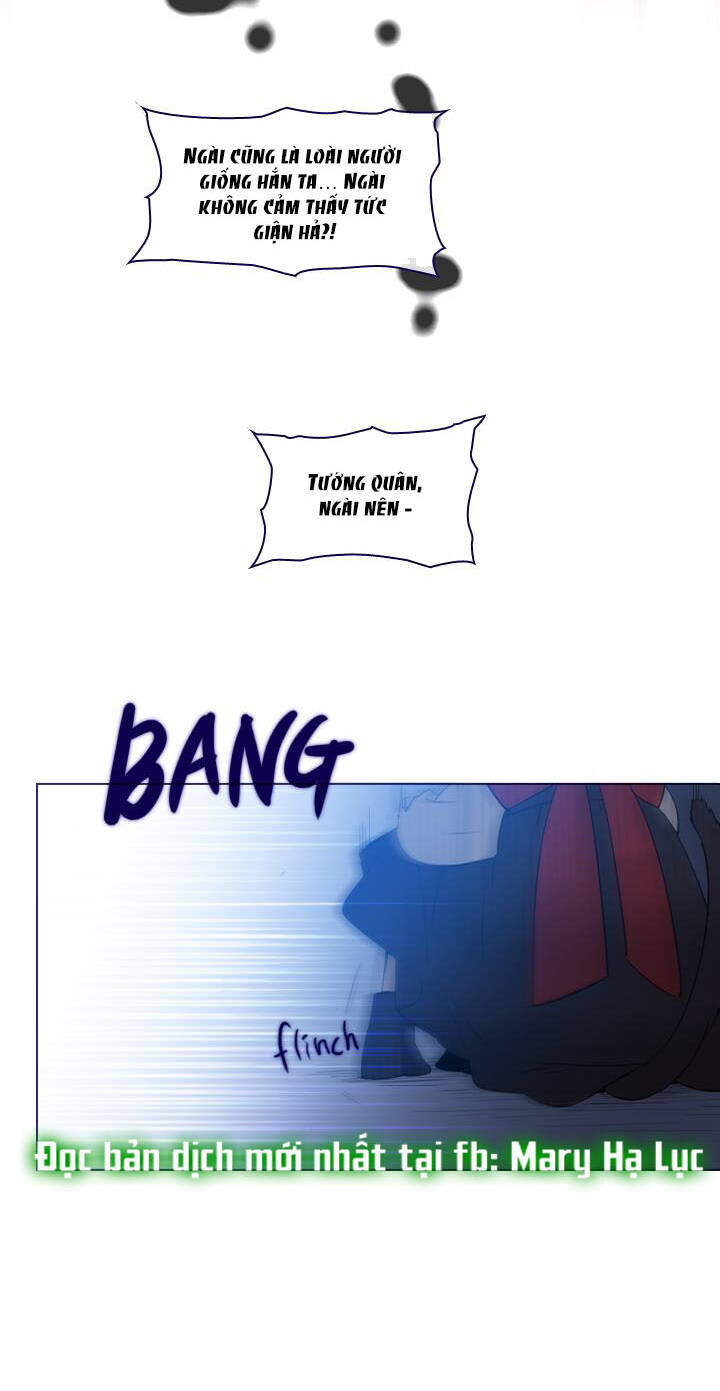 NGÀI CŨNG LÀ LOÀI NGƯỜI
GIỐNG HẮN TA... NGÀI
KHÔNG CẢM THẤY TỨC
GIẬN HẢ?!
TƯỚNG QUÂN,
NGÀI NÊN -
BANG
flinch
Đọc bản dịch mới nhất tại fb: Mary Hạ Lục